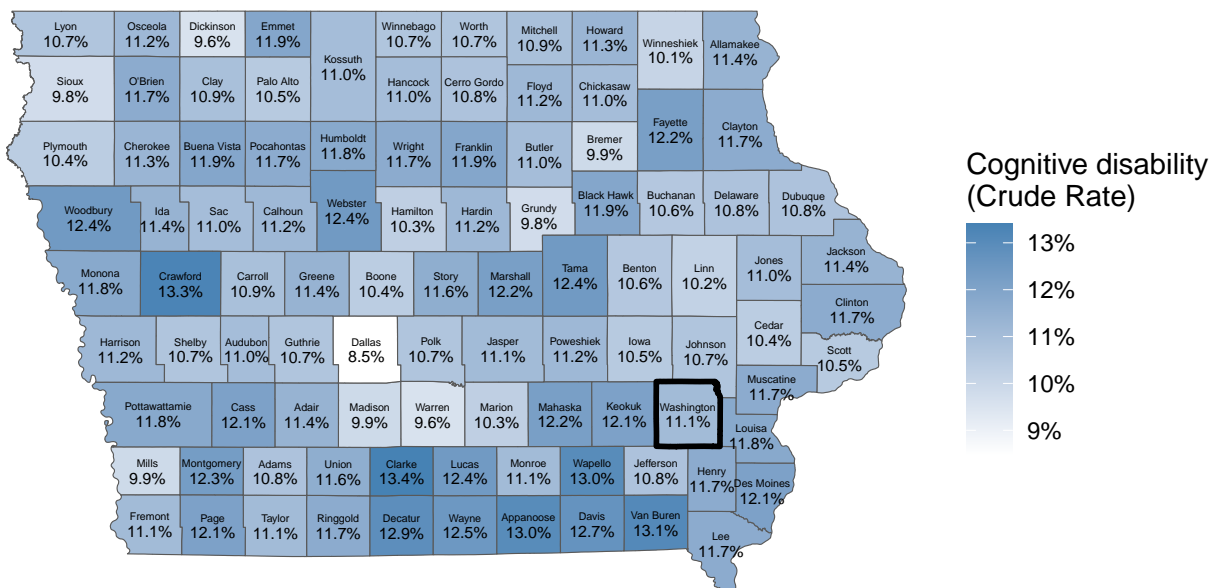 Lyon
10.7%
Osceola
11.2%
Dickinson
9.6%
Emmet
11.9%
Kossuth
11.0%
Winnebago
10.7%
Worth
10.7%
Mitchell
10.9%
Howard
11.3%
Winneshiek
10.1%
Allamakee
11.4%
Sioux
9.8%
O'Brien
11.7%
Clay
10.9%
Palo Alto
10.5%
Hancock
11.0%
Cerro Gordo
10.8%
Floyd
11.2%
Chickasaw
11.0%
Fayette
12.2%
Clayton
11.7%
Plymouth
10.4%
Cherokee
11.3%
Buena Vista
11.9%
Pocahontas
11.7%
Humboldt
11.8%
Wright
11.7%
Franklin
11.9%
Butler
11.0%
Bremer
9.9%
Woodbury
12.4%
Ida
11.4%
Sac
11.0%
Calhoun
11.2%
Webster
12.4%
Hamilton
10.3%
Hardin
11.2%
Grundy
9.8%
Black Hawk
11.9%
Buchanan
10.6%
Delaware
10.8%
Dubuque
10.8%
Monona
11.8%
Crawford
13.3%
Carroll
10.9%
Greene
11.4%
Boone
10.4%
Story
11.6%
Marshall
12.2%
Tama
12.4%
Benton
10.6%
Linn
10.2%
Jones
11.0%
Jackson
11.4%
Clinton
11.7%
Harrison
11.2%
Shelby
10.7%
Audubon
11.0%
Guthrie
10.7%
Dallas
8.5%
Polk
10.7%
Jasper
11.1%
Poweshiek
11.2%
Iowa
10.5%
Johnson
10.7%
Cedar
10.4%
Scott
10.5%
Muscatine
11.7%
Pottawattamie
11.8%
Cass
12.1%
Adair
11.4%
Madison
9.9%
Warren
9.6%
Marion
10.3%
Mahaska
12.2%
Keokuk
12.1%
Washington
11.1%
Louisa
11.8%
Mills
9.9%
Montgomery
12.3%
Adams
10.8%
Union
11.6%
Clarke
13.4%
Lucas
12.4%
Monroe
11.1%
Wapello
13.0%
Jefferson
10.8%
Henry
11.7%
Des Moines
12.1%
Fremont
11.1%
Page
12.1%
Taylor
11.1%
Ringgold
11.7%
Decatur
12.9%
Wayne
12.5%
Appanoose
13.0%
Davis
12.7%
Van Buren
13.1%
Lee
11.7%
Cognitive disability
(Crude Rate)
13%
12%
11%
10%
9%